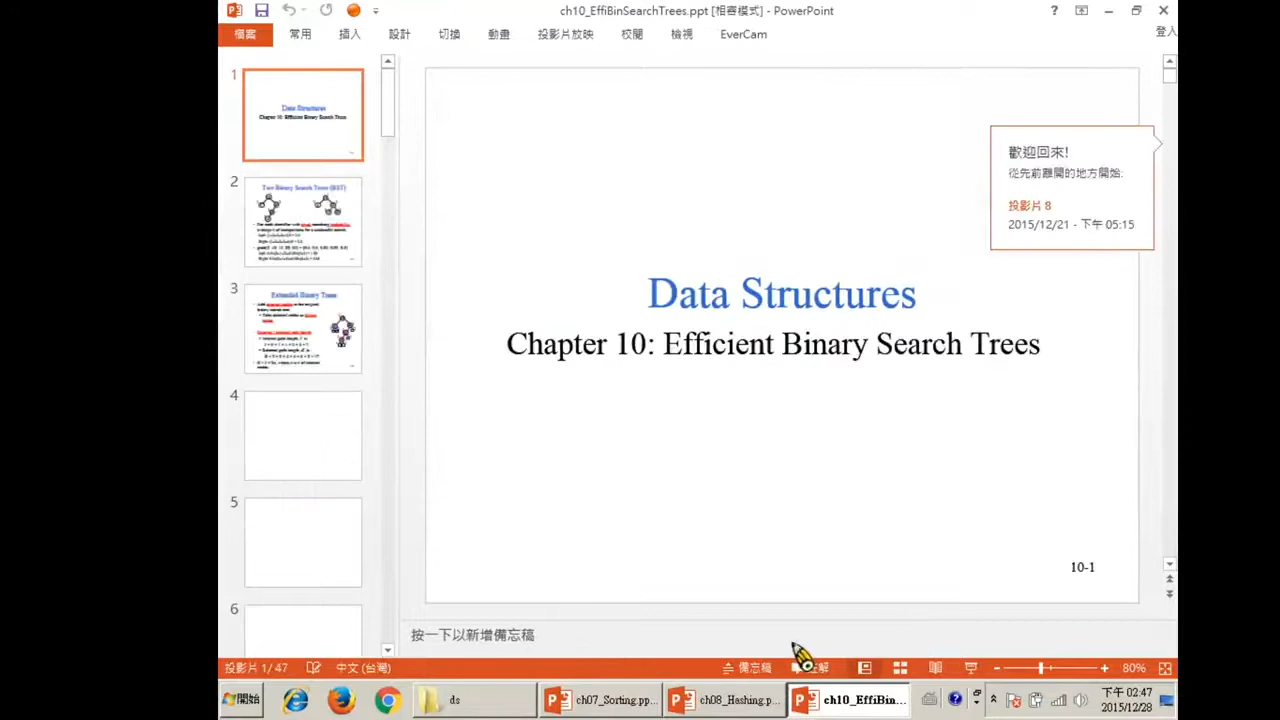 ch10_EffiBinSearchTrees.ppt [相容模式] - PowerPoint
檔案 常用 插入 設計 切換 動畫 投影片放映 校閱 檢視 EverCam 登入
1
Data Structures
Chapter 10: Efficient Binary Search Trees
2
Two Binary Search Trees (BST)
3
Extended Binary Trees
4
5
6
Data Structures
Chapter 10: Efficient Binary Search Trees
10-1
歡迎回來!
從先前離開的地方開始:
投影片 8
2015/12/21 - 下午 05:15
按一下以新增備忘稿
投影片 1/47 中文 (台灣) 備忘稿 80%
開始 ds ch07_Sorting.pp... ch08_Hashing.p... ch10_EffiBin...
下午 02:47
2015/12/28